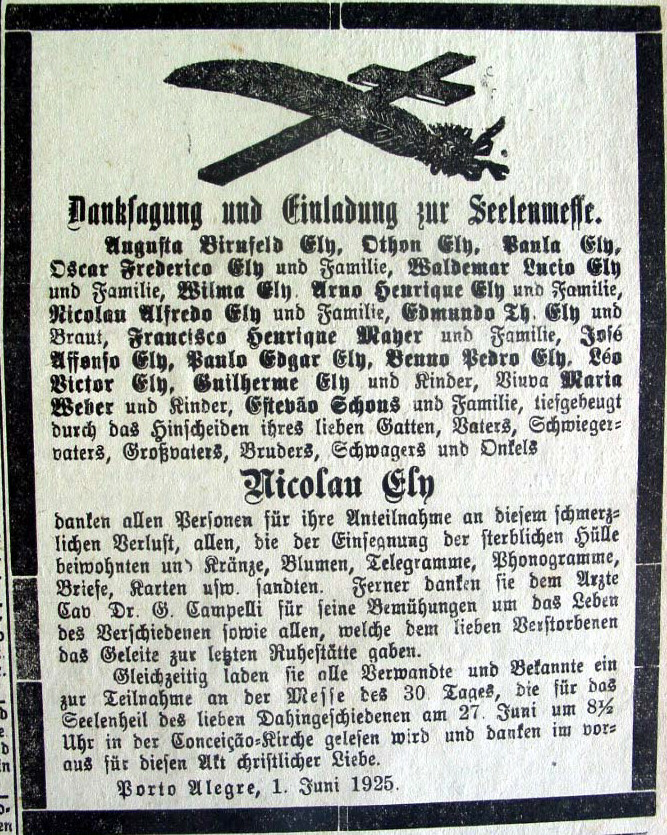 Danksagung und Einladung zur Seelenmesse.
Augusta Birnfeld Ely, Othon Ely, Paula Ely,
Oscar Frederico Ely und Familie, Waldemar Lucio Ely
und Familie, Wilma Ely. Arno Henrique Ely und Familie,
Nicolau Alfredo Ely und Familie, Edmundo Th. Ely und
Braut, Francisco Henrique Mayer und Familie, José
Affonso Ely, Paulo Edgar Ely, Benno Pedro Ely. Léo
Victor Ely, Guilherme Ely und Kinder, Viuva Maria
Weber und Kinder, Estevão Schons und Familie, tiefgebeugt
durch das Hinscheiden ihres lieben Gatten, Vaters, Schwieger-
vaters, Großvaters, Bruders, Schwagers und Onkels
Nicolau Ely
danken allen Personen für ihre Anteilnahme an diesem schmerz-
lichen Verlust, allen, die der Einsegnung der sterblichen Hülle
beiwohnten und Kränze, Blumen, Telegramme, Phonogramme,
Briefe, Karten usw. sandten. Ferner danken sie dem Arzte
Cav Dr. G. Campelli für seine Bemühungen um das Leben
des Verschiedenen sowie allen, welche dem lieben Verstorbenen
das Geleite zur letzten Ruhestätte gaben.
Gleichzeitig laden sie alle Verwandte und Bekannte ein
zur Teilnahme an der Messe des 30. Tages, die für das
Seelenheil des lieben Dahingeschiedenen am 27. Juni um 8½
Uhr in der Conceição-Kirche gelesen wird und danken im vor-
aus für diesen Akt christlicher Liebe.
Porto Alegre, 1. Juni 1925.